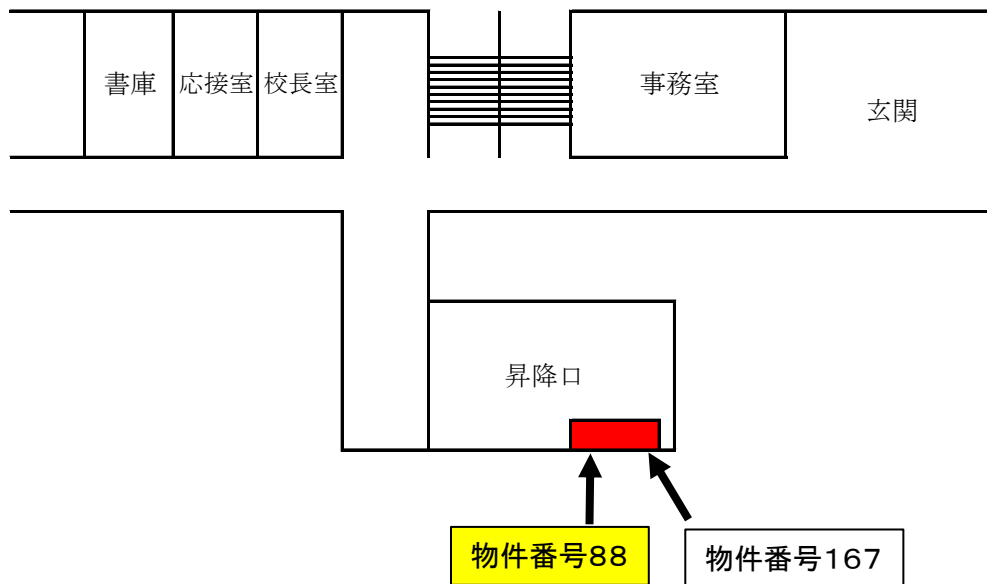 書庫
応接室
校長室
事務室
玄関
昇降口
物件番号88
物件番号167